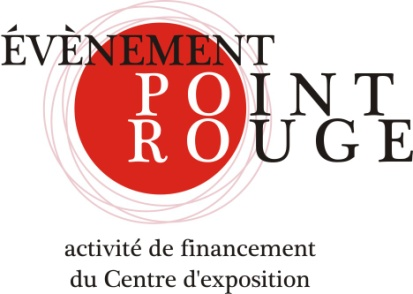 ÉVÈNEMENT
POINT
ROUGE
activité de financement
du Centre d'exposition